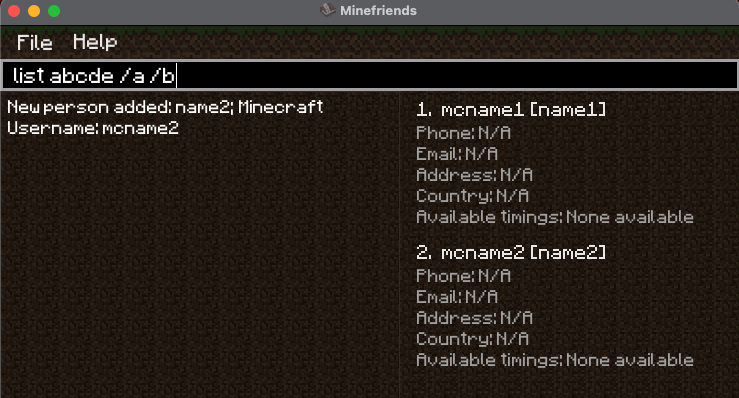 Minefriends
File Help
list abcde /a /b
New person added: name2; Minecraft
Username: mcname2
1. mcname1 [name1]
Phone: N/A
Email: N/A
Address: N/A
Country: N/A
Available timings: None available
2. mcname2 [name2]
Phone: N/A
Email: N/A
Address: N/A
Country: N/A
Available timings: None available